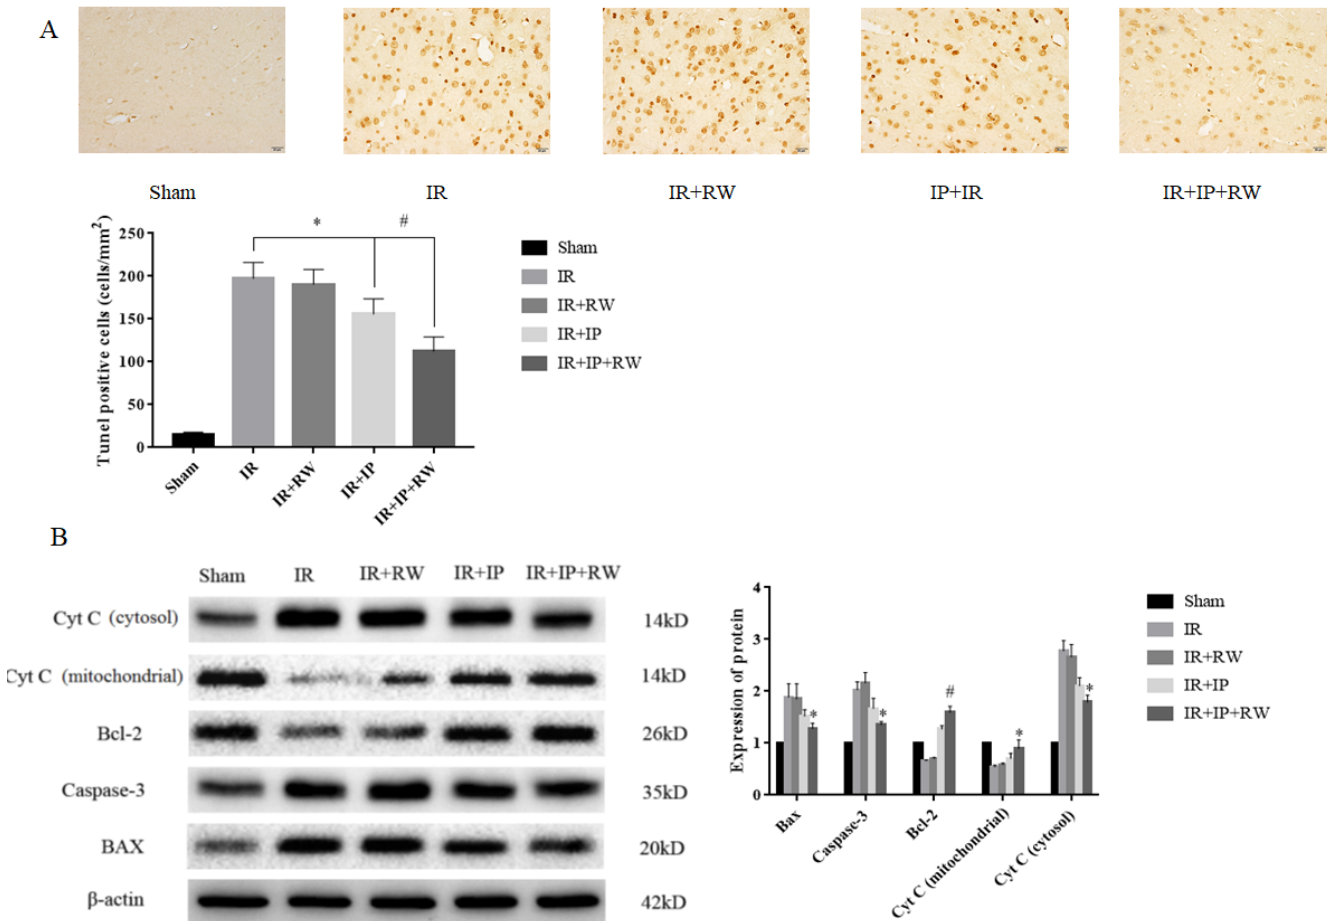 A
Sham IR IR+RW IP+IR IR+IP+RW
* #
Tunel positive cells (cells/mm²)
250
200
150
100
50
0
Sham IR IR+RW IR+IP IR+IP+RW
Sham
IR
IR+RW
IR+IP
IR+IP+RW
B
Sham IR IR+RW IR+IP IR+IP+RW
Cyt C (cytosol) 14kD
Cyt C (mitochondrial) 14kD
Bcl-2 26kD
Caspase-3 35kD
BAX 20kD
β-actin 42kD
Expression of protein
4
3
2
1
0
* * # * *
Bax Caspase-3 Bcl-2 Cyt C (mitochondrial) Cyt C (cytosol)
Sham
IR
IR+RW
IR+IP
IR+IP+RW